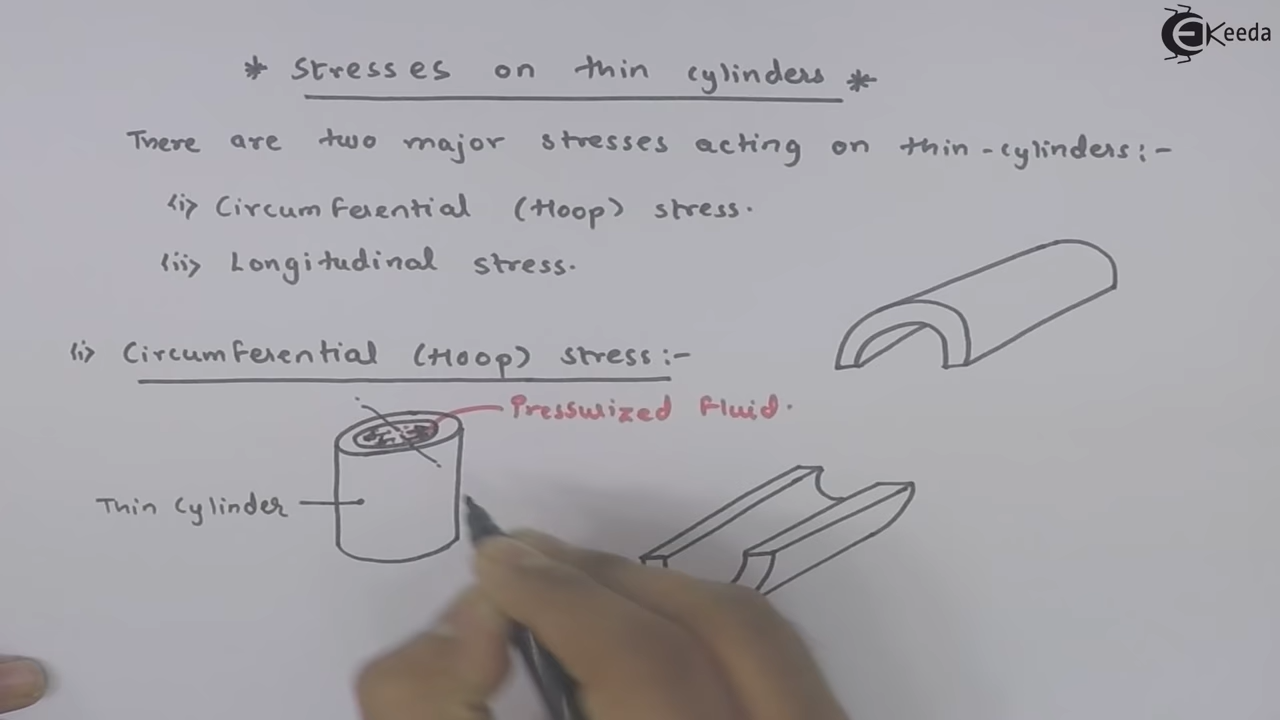 Ekeeda
* Stresses on thin cylinders *
There are two major stresses acting on thin-cylinders:-
(i) Circumferential (Hoop) stress.
(ii) Longitudinal stress.
(i) Circumferential (Hoop) stress:-
Pressurized Fluid.
Thin Cylinder